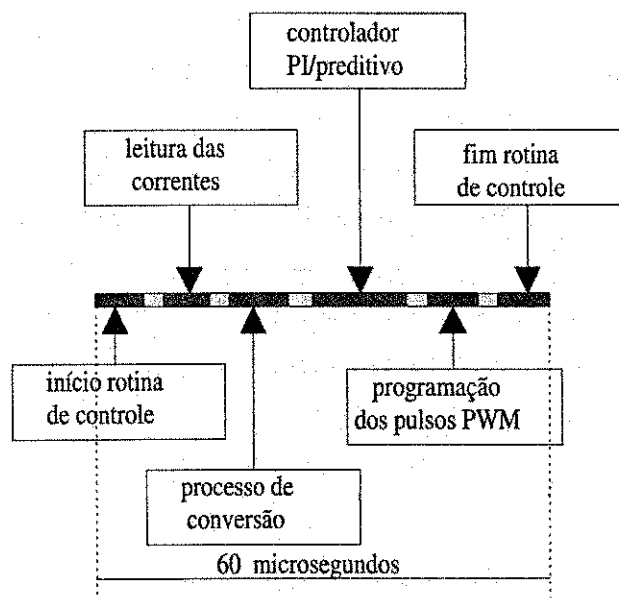 controlador
PI/preditivo
leitura das
correntes
fim rotina
de controle
início rotina
de controle
programação
dos pulsos PWM
processo de
conversão
60 microsegundos